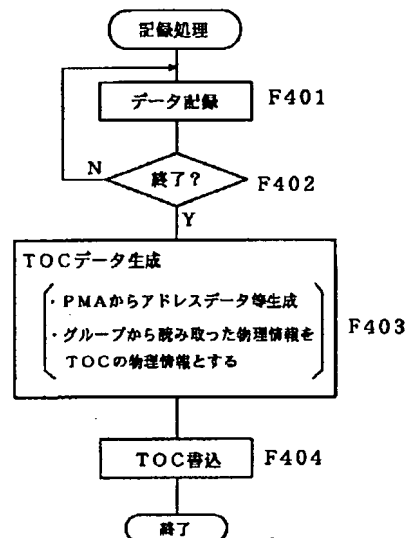 記録処理
データ記録
F401
N
終了?
F402
Y
TOCデータ生成
・PMAからアドレスデータ等生成
・グループから読み取った物理情報を
TOCの物理情報とする
F403
TOC書込
F404
終了